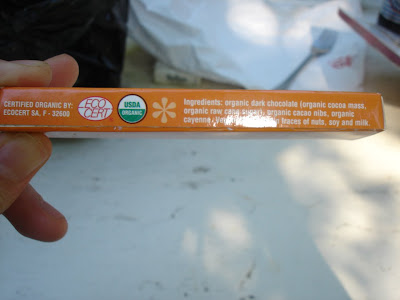 CERTIFIED ORGANIC BY:
ECOCERT SA. F - 32600
ECO
CERT
USDA
ORGANIC
Ingredients: organic dark chocolate (organic cocoa mass,
organic raw cane sugar), organic cacao nibs, organic
cayenne. traces of nuts, soy and milk.